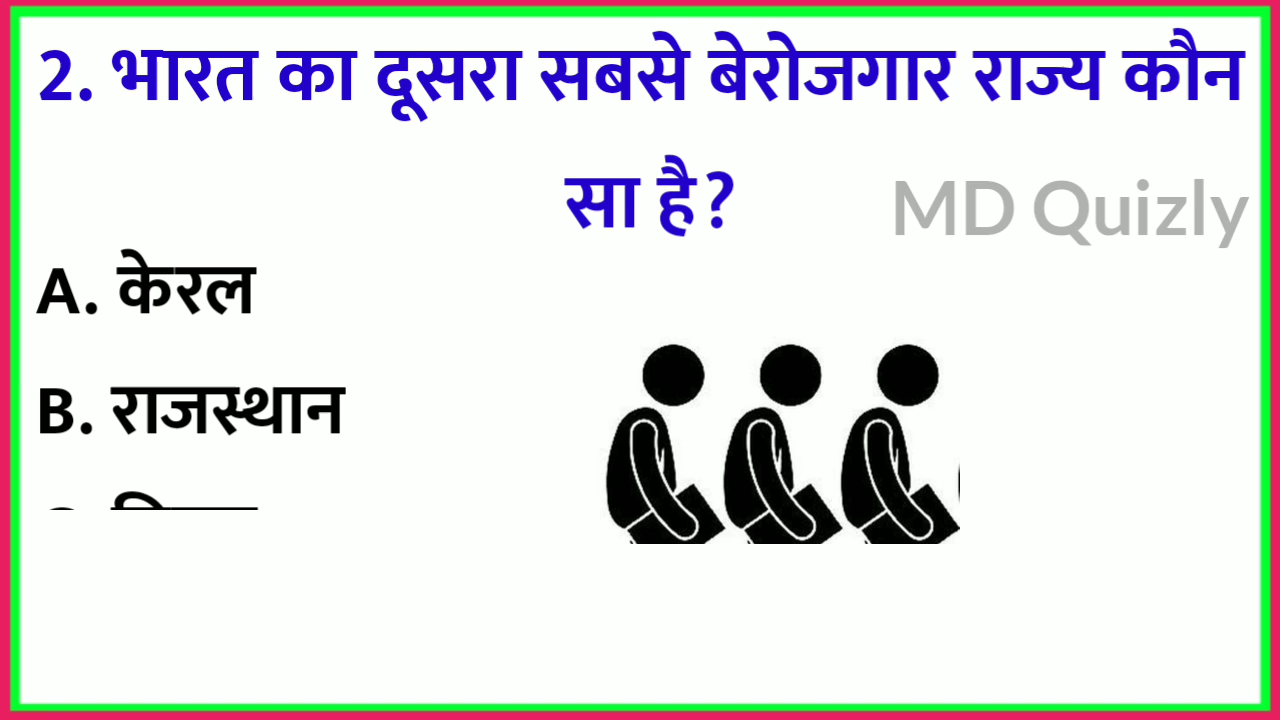 2. भारत का दूसरा सबसे बेरोजगार राज्य कौन
सा है?
MD Quizly
A. केरल
B. राजस्थान